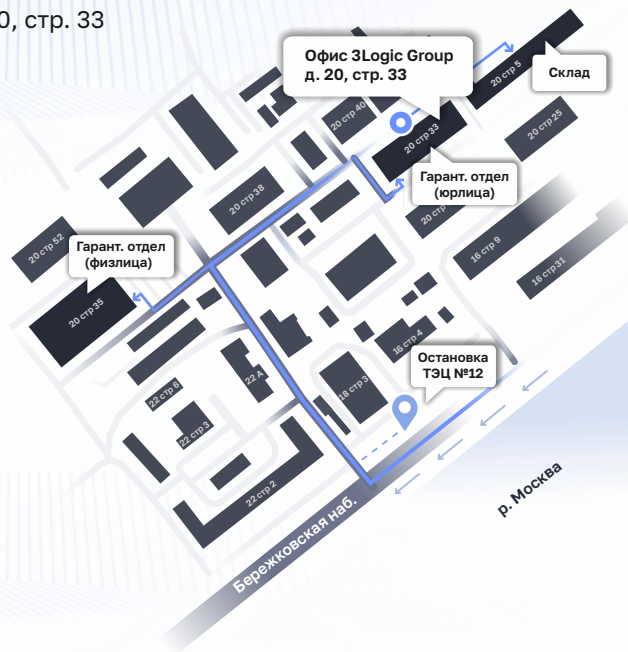 0, стр. 33
Офис 3Logic Group
д. 20, стр. 33
20 стр 5
Склад
20 стр 40
20 стр 33
20 стр 25
Гарант. отдел
(юрлица)
20 стр 38
20
20 стр 52
Гарант. отдел
(физлица)
16 стр 9
16 стр31
20 стр 35
16 стр 4
Остановка
ТЭЦ №12
22 А
18 стр 3
22 стр 6
22 стр 3
22 стр 2
р. Москва
Бережковская наб.